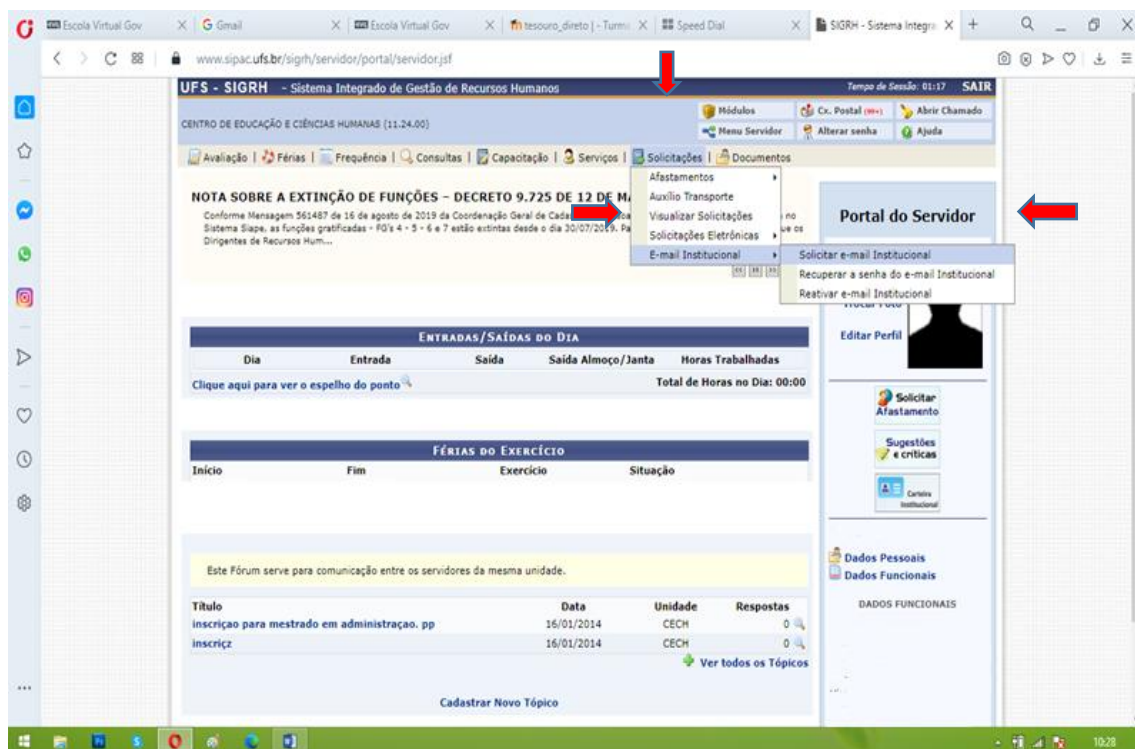 Escola Virtual Gov
Gmail
Escola Virtual Gov
tesouro_direto | - Turma
Speed Dial
SIGRH - Sistema Integra
www.sipac.ufs.br/sigrh/servidor/portal/servidor.jsf
UFS - SIGRH - Sistema Integrado de Gestão de Recursos Humanos
Tempo de Sessão: 01:17 SAIR
CENTRO DE EDUCAÇÃO E CIÊNCIAS HUMANAS (11.24.00)
Módulos
Cx. Postal (99+)
Abrir Chamado
Menu Servidor
Alterar senha
Ajuda
Avaliação | Férias | Frequência | Consultas | Capacitação | Serviços | Solicitações | Documentos
Afastamentos
Auxílio Transporte
Visualizar Solicitações
Solicitações Eletrônicas
E-mail Institucional
Solicitar e-mail Institucional
Recuperar a senha do e-mail Institucional
Reativar e-mail Institucional
NOTA SOBRE A EXTINÇÃO DE FUNÇÕES – DECRETO 9.725 DE 12 DE
Conforme Mensagem 561487 de 16 de agosto de 2019 da Coordenação Geral de no
Sistema Siape, as funções gratificadas - FG's 4 - 5 - 6 e 7 estão extintas desde o dia 30/07/2019. os
Dirigentes de Recursos Hum...
Portal do Servidor
Trocar Foto
Editar Perfil
ENTRADAS/SAÍDAS DO DIA
Dia Entrada Saída Saída Almoço/Janta Horas Trabalhadas
Clique aqui para ver o espelho do ponto
Total de Horas no Dia: 00:00
Solicitar
Afastamento
Sugestões
e críticas
Carteira
Institucional
FÉRIAS DO EXERCÍCIO
Início Fim Exercício Situação
Este Fórum serve para comunicação entre os servidores da mesma unidade.
Título Data Unidade Respostas
inscriçao para mestrado em administraçao. pp 16/01/2014 CECH 0
inscriçz 16/01/2014 CECH 0
Ver todos os Tópicos
Cadastrar Novo Tópico
Dados Pessoais
Dados Funcionais
DADOS FUNCIONAIS
10:28